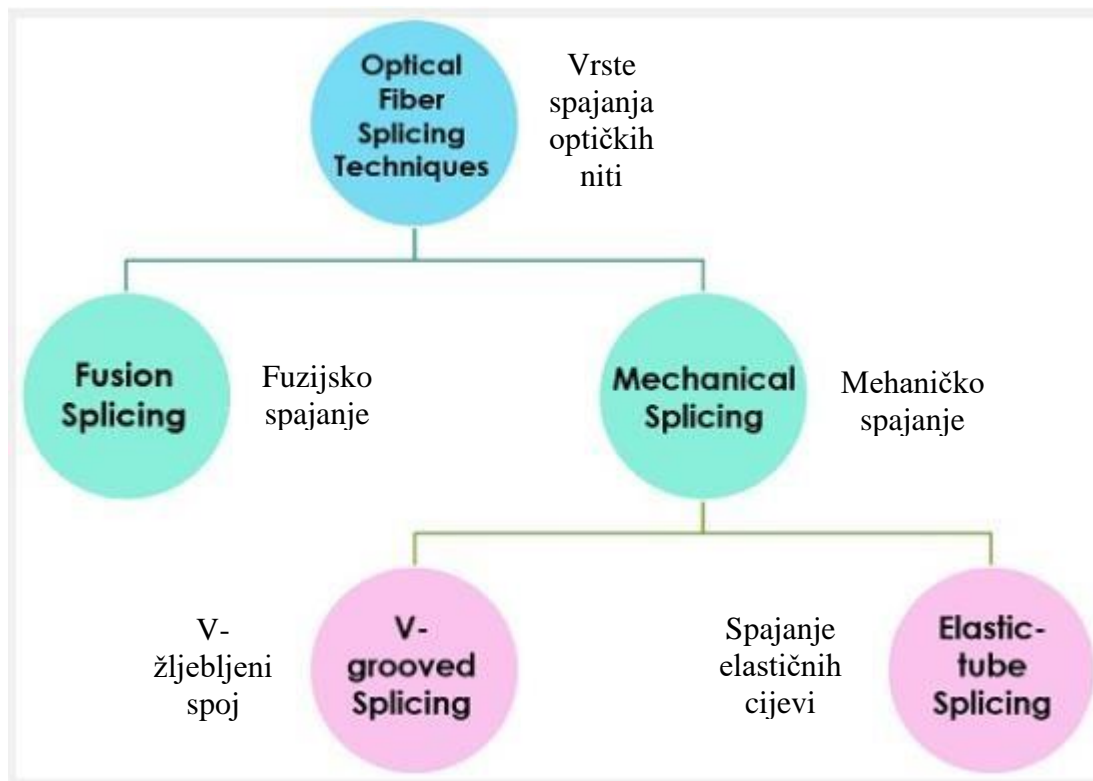 Optical
Fiber
Splicing
Techniques
Vrste
spajanja
optičkih
niti
Fusion
Splicing
Fuzijsko
spajanje
Mechanical
Splicing
Mehaničko
spajanje
V-
žljebljeni
spoj
V-
grooved
Splicing
Spajanje
elastičnih
cijevi
Elastic-
tube
Splicing